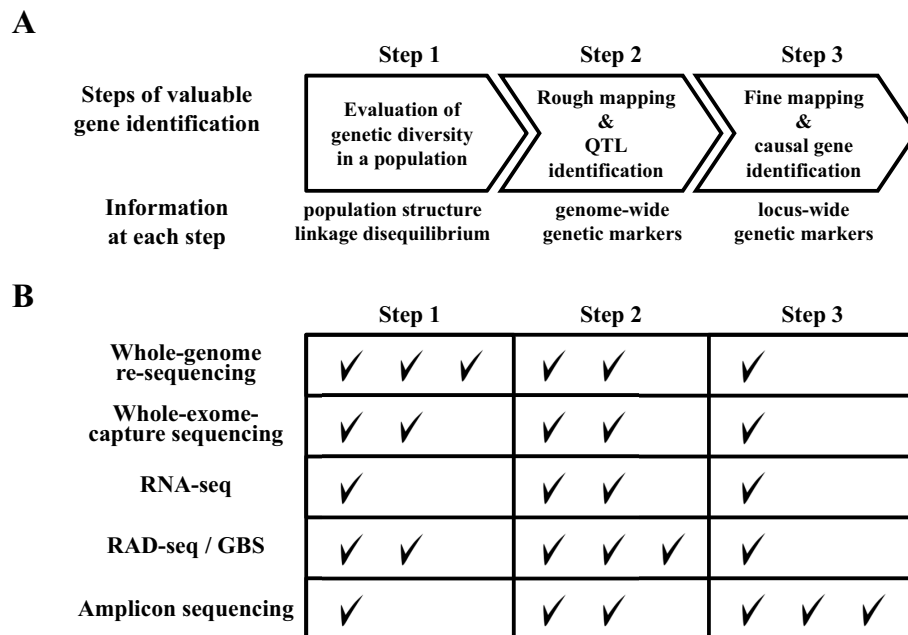 A
Step 1 Step 2 Step 3
Steps of valuable
gene identification
Evaluation of
genetic diversity
in a population
Rough mapping
&
QTL
identification
Fine mapping
&
causal gene
identification
Information
at each step
population structure
linkage disequilibrium
genome-wide
genetic markers
locus-wide
genetic markers
B
Step 1 Step 2 Step 3
Whole-genome
re-sequencing
✓ ✓ ✓ ✓ ✓ ✓
Whole-exome-
capture sequencing
✓ ✓ ✓ ✓ ✓
RNA-seq
✓ ✓ ✓ ✓
RAD-seq / GBS
✓ ✓ ✓ ✓ ✓ ✓
Amplicon sequencing
✓ ✓ ✓ ✓ ✓ ✓